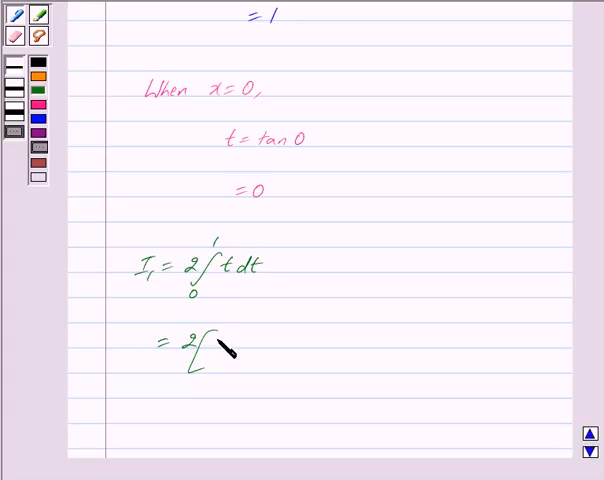 = 1
When x = 0,
t = tan 0
= 0
I₁ = 2 ∫₀¹ t dt
= 2 [